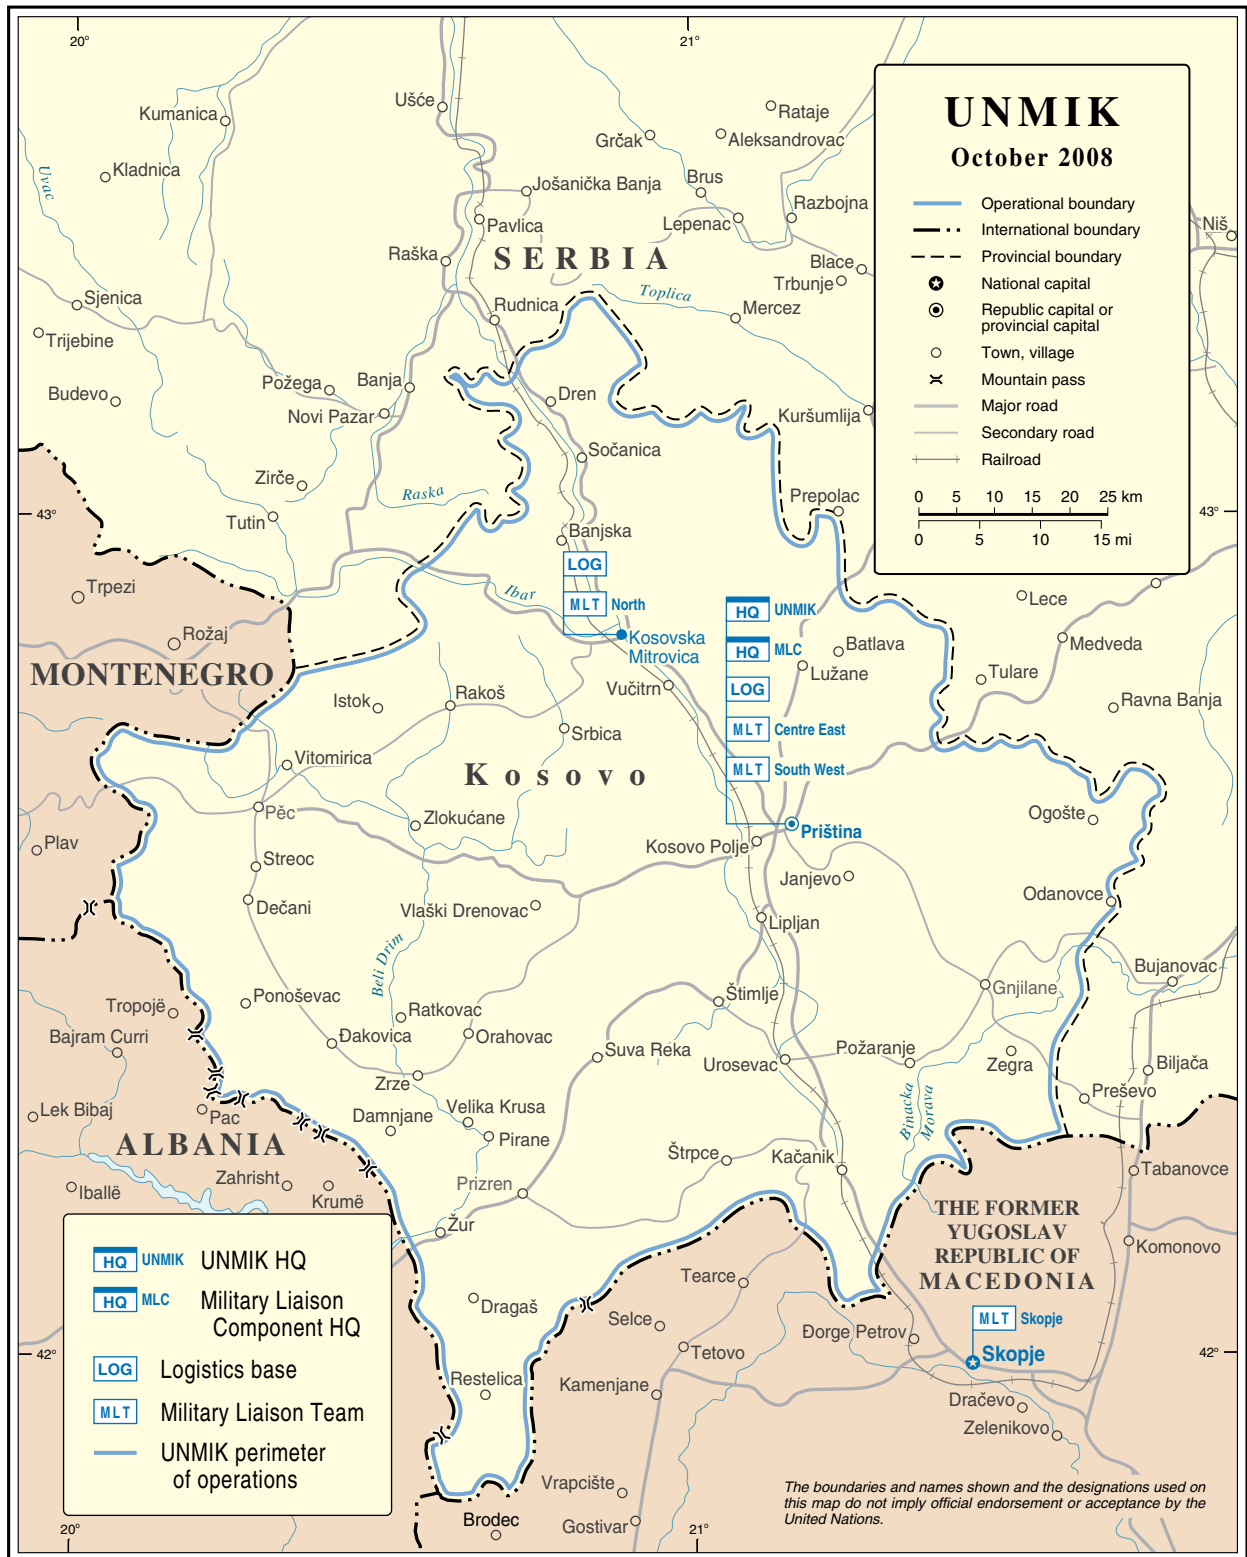 20°
21°
UNMIK
October 2008
Operational boundary
International boundary
Provincial boundary
National capital
Republic capital or
provincial capital
Town, village
Mountain pass
Major road
Secondary road
Railroad
0 5 10 15 20 25 km
0 5 10 15 mi
Kumanica
Ušće
Rataje
Grčak
Aleksandrovac
Kladnica
Uvac
Jošanička Banja
Brus
Razbojna
Pavlica
Lepenac
Niš
Raška
SERBIA
Blace
Trbunje
Toplica
Sjenica
Rudnica
Mercez
Trijebine
Požega
Banja
Budevo
Dren
Novi Pazar
Kuršumlija
Sočanica
Zirče
Raska
Prepolac
43°
43°
Tutin
Banjska
LOG
Trpezi
Ibar
MLT North
HQ UNMIK
Lece
Rožaj
Kosovska
Mitrovica
HQ MLC
Batlava
Medveda
MONTENEGRO
Lužane
Tulare
Vučitrn
LOG
Istok
Rakoš
Ravna Banja
Srbica
MLT Centre East
Vitomirica
Kosovo
MLT South West
Pěc
Zlokućane
Ogošte
Priština
Plav
Kosovo Polje
Streoc
Janjevo
Dečani
Vlaški Drenovac
Odanovce
Lipljan
Beli Drim
Bujanovac
Ponoševac
Štimlje
Gnjilane
Tropojë
Ratkovac
Bajram Curri
Đakovica
Orahovac
Suva Reka
Urosevac
Požaranje
Zegra
Biljača
Zrze
Lek Bibaj
Pac
Damnjane
Velika Krusa
Binacka
Morava
Preševo
ALBANIA
Pirane
Štrpce
Kačanik
Tabanovce
Iballë
Zahrisht
Krumë
Prizren
Žur
THE FORMER
YUGOSLAV
REPUBLIC OF
MACEDONIA
Komonovo
HQ UNMIK UNMIK HQ
HQ MLC Military Liaison
Component HQ
LOG Logistics base
MLT Military Liaison Team
UNMIK perimeter
of operations
Tearce
Dragaš
Selce
MLT Skopje
Đorge Petrov
42°
42°
Tetovo
Skopje
Restelica
Kamenjane
Dračevo
Zelenikovo
Vrapcište
Brodec
Gostivar
The boundaries and names shown and the designations used on
this map do not imply official endorsement or acceptance by the
United Nations.
20°
21°